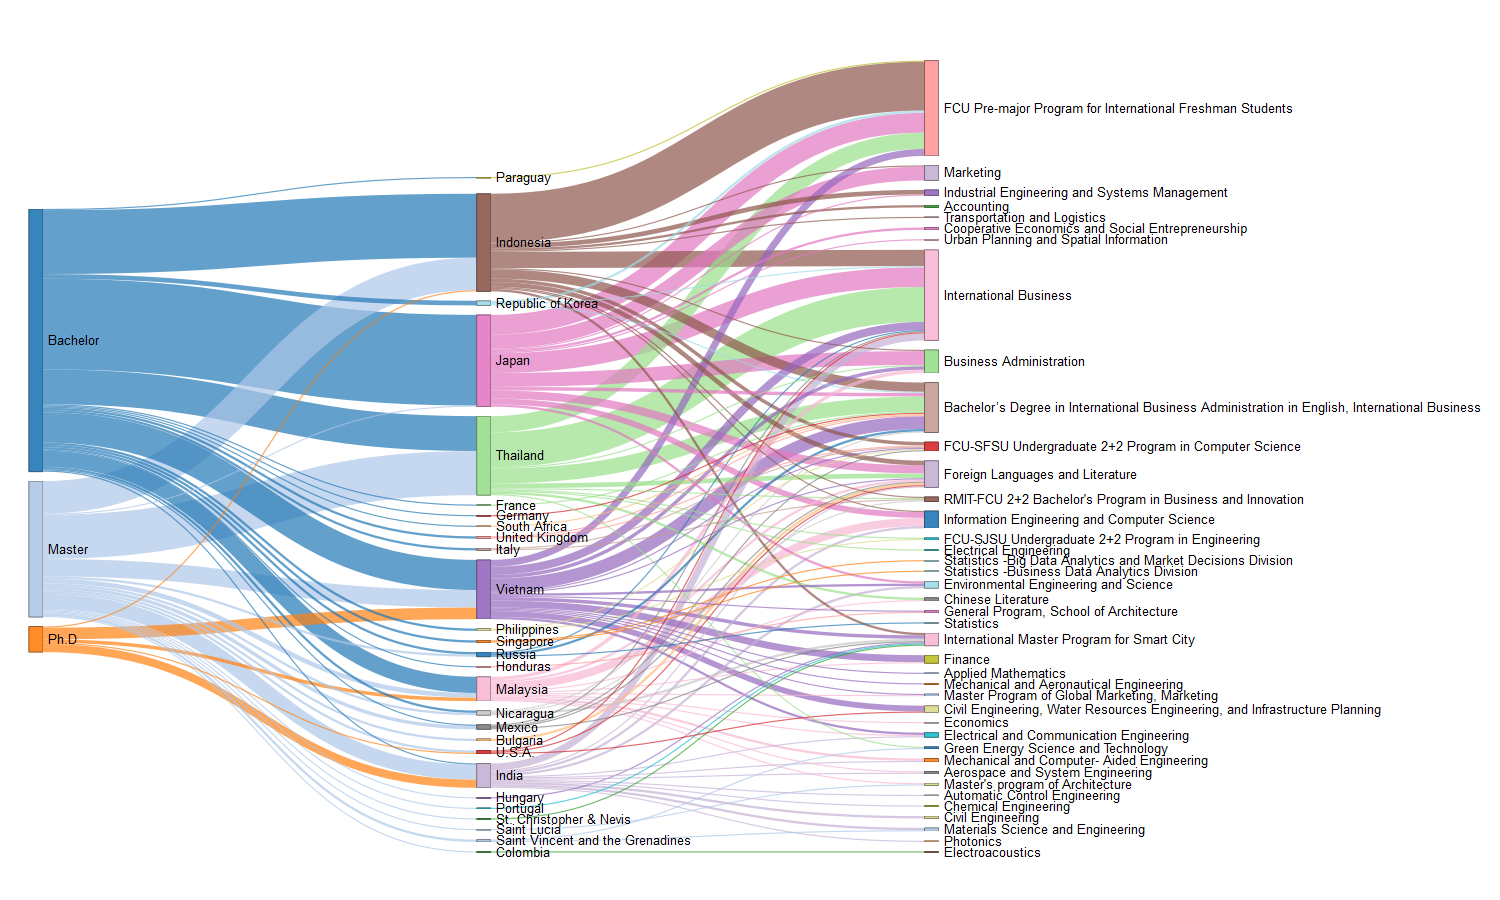 Bachelor
Master
Ph.D
Paraguay
Indonesia
Republic of Korea
Japan
Thailand
France
Germany
South Africa
United Kingdom
Italy
Vietnam
Philippines
Singapore
Russia
Honduras
Malaysia
Nicaragua
Mexico
Bulgaria
U.S.A.
India
Hungary
Portugal
St. Christopher & Nevis
Saint Lucia
Saint Vincent and the Grenadines
Colombia
FCU Pre-major Program for International Freshman Students
Marketing
Industrial Engineering and Systems Management
Accounting
Transportation and Logistics
Cooperative Economics and Social Entrepreneurship
Urban Planning and Spatial Information
International Business
Business Administration
Bachelor’s Degree in International Business Administration in English, International Business
FCU-SFSU Undergraduate 2+2 Program in Computer Science
Foreign Languages and Literature
RMIT-FCU 2+2 Bachelor's Program in Business and Innovation
Information Engineering and Computer Science
FCU-SJSU Undergraduate 2+2 Program in Engineering
Electrical Engineering
Statistics -Big Data Analytics and Market Decisions Division
Statistics -Business Data Analytics Division
Environmental Engineering and Science
Chinese Literature
General Program, School of Architecture
Statistics
International Master Program for Smart City
Finance
Applied Mathematics
Mechanical and Aeronautical Engineering
Master Program of Global Marketing, Marketing
Civil Engineering, Water Resources Engineering, and Infrastructure Planning
Economics
Electrical and Communication Engineering
Green Energy Science and Technology
Mechanical and Computer- Aided Engineering
Aerospace and System Engineering
Master's program of Architecture
Automatic Control Engineering
Chemical Engineering
Civil Engineering
Materials Science and Engineering
Photonics
Electroacoustics